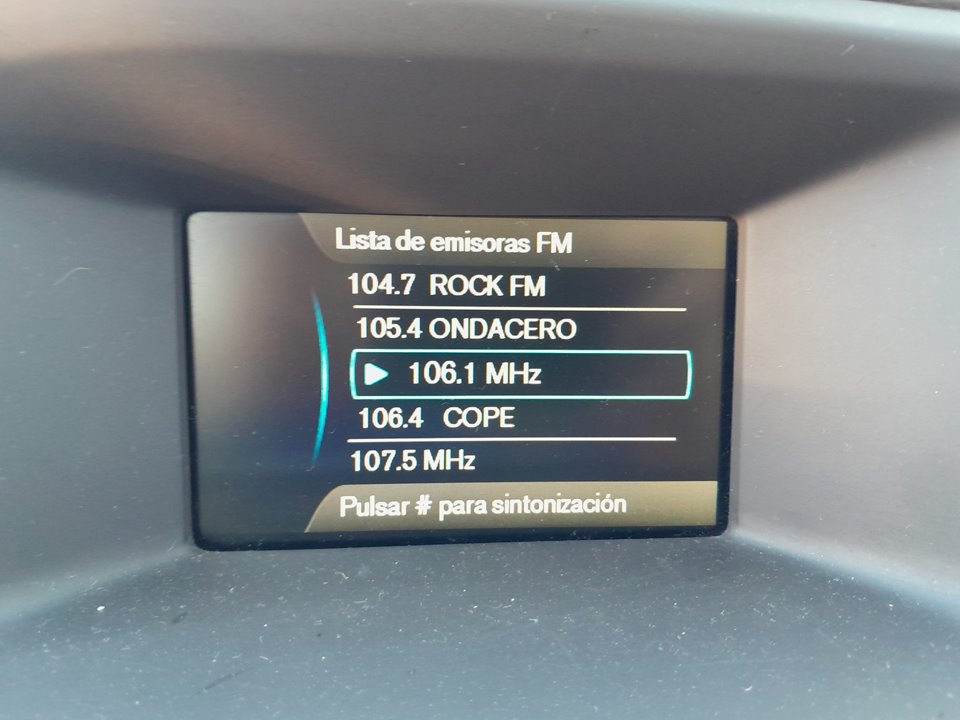 Lista de emisoras FM
104.7 ROCK FM
105.4 ONDACERO
106.1 MHz
106.4 COPE
107.5 MHz
Pulsar # para sintonización